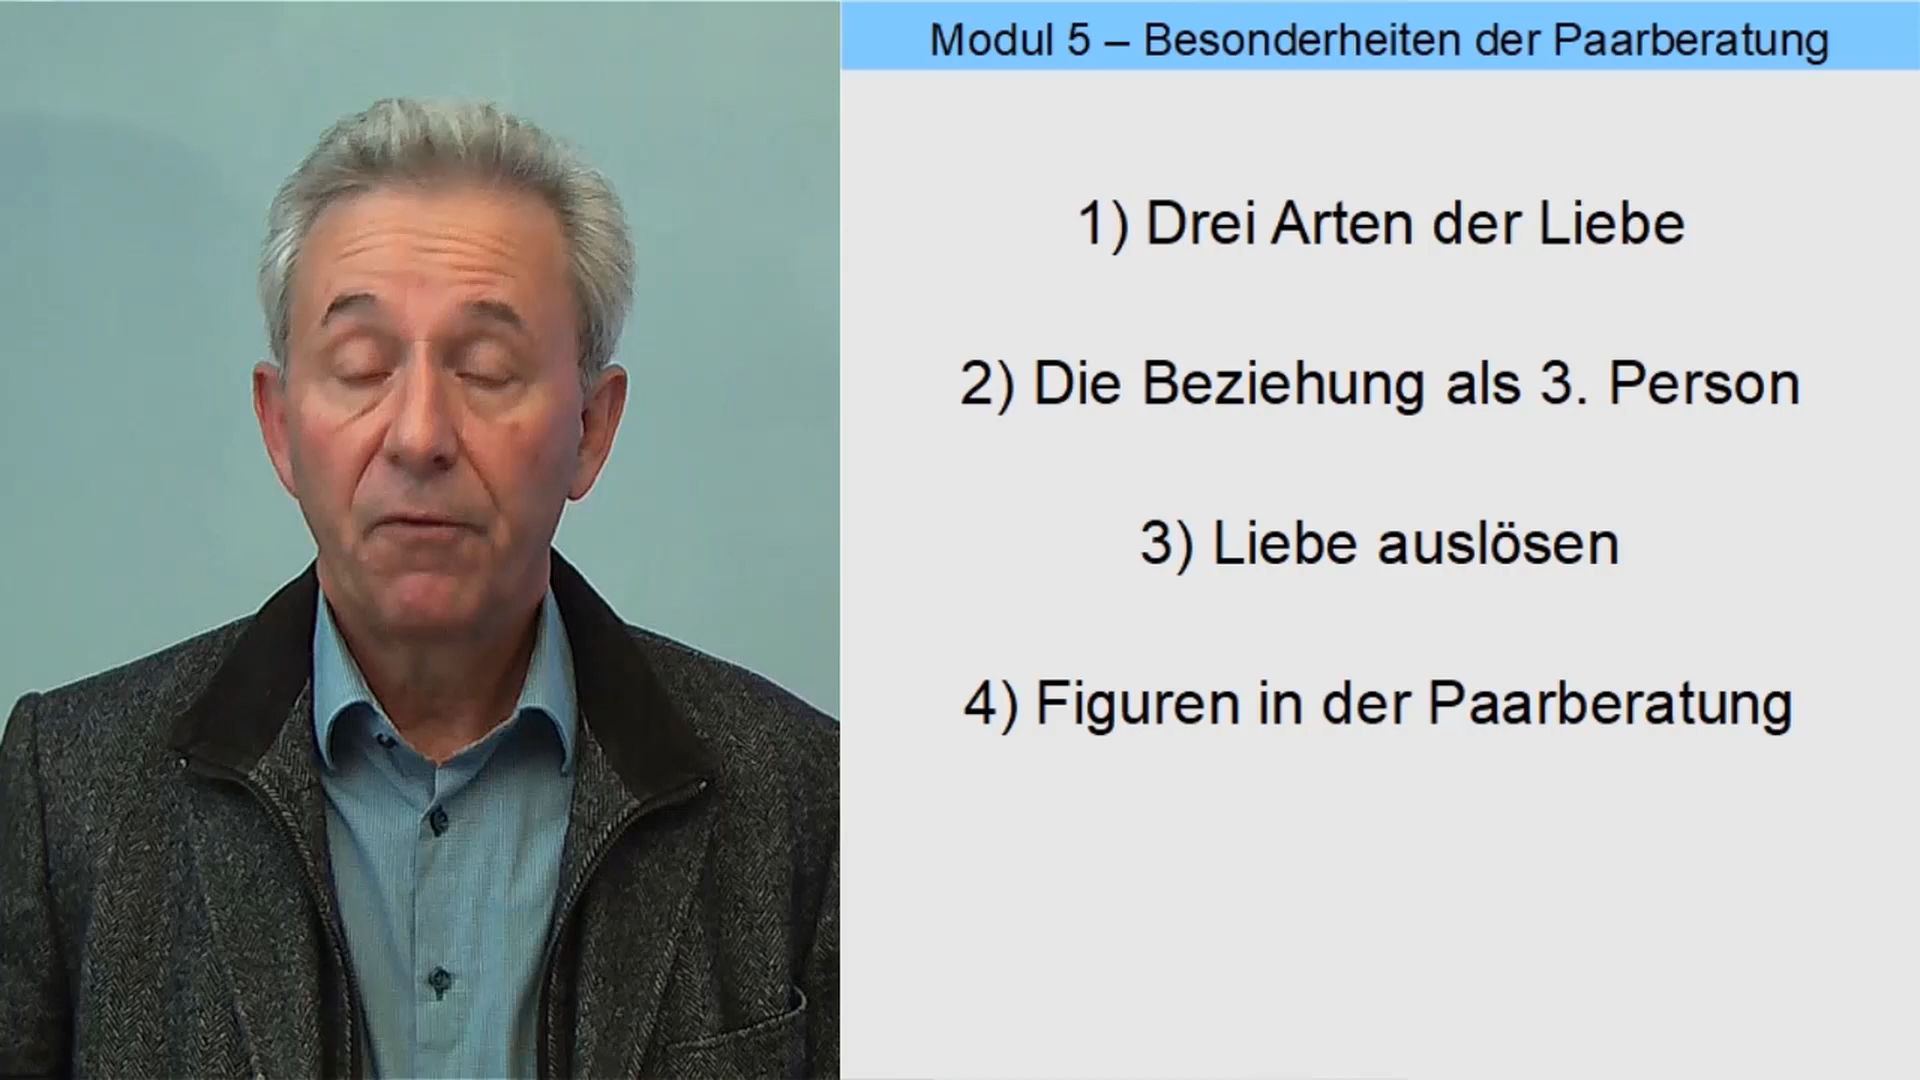 Modul 5 – Besonderheiten der Paarberatung
1) Drei Arten der Liebe
2) Die Beziehung als 3. Person
3) Liebe auslösen
4) Figuren in der Paarberatung